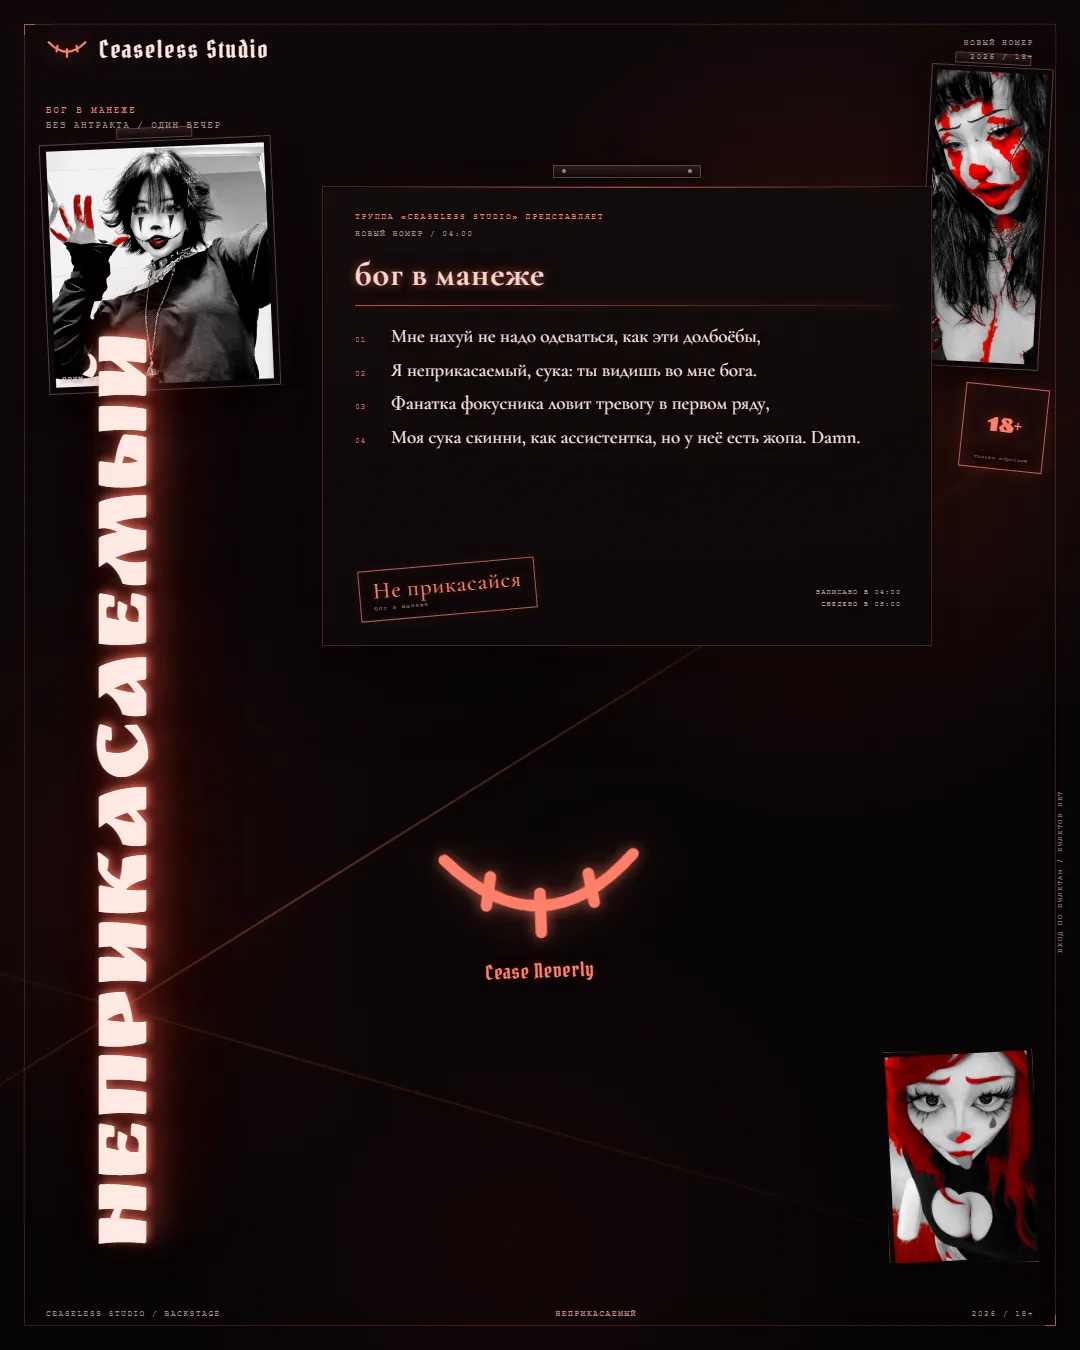 Ceaseless Studio
НОВЫЙ НОМЕР
2026 / 18+
БОГ В МАНЕЖЕ
БЕЗ АНТРАКТА / ОДИН ВЕЧЕР
ТРУППА «CEASELESS STUDIO» ПРЕДСТАВЛЯЕТ
НОВЫЙ НОМЕР / 04:00
бог в манеже
01 Мне нахуй не надо одеваться, как эти долбоёбы,
02 Я неприкасаемый, сука: ты видишь во мне бога.
03 Фанатка фокусника ловит тревогу в первом ряду,
04 Моя сука скинни, как ассистентка, но у неё есть жопа. Damn.
18+
только взрослым
Не прикасайся
бог в манеже
ЗАПИСАНО В 04:00
СВЕДЕНО В 05:00
НЕПРИКАСАЕМЫЙ
ВХОД ПО БИЛЕТАМ / БИЛЕТОВ НЕТ
Cease Neverly
CEASELESS STUDIO / BACKSTAGE
НЕПРИКАСАЕМЫЙ
2026 / 18+